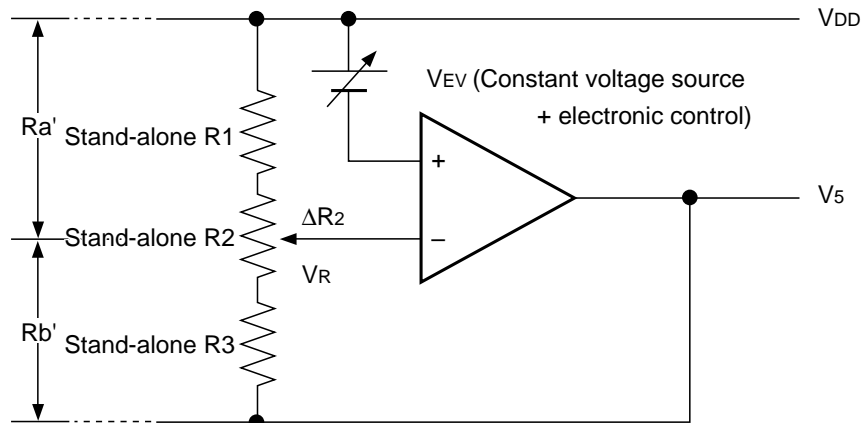 VDD
VEV (Constant voltage source
+ electronic control)
Ra'
Stand-alone R1
+
V5
ΔR2
Stand-alone R2
−
VR
Rb'
Stand-alone R3